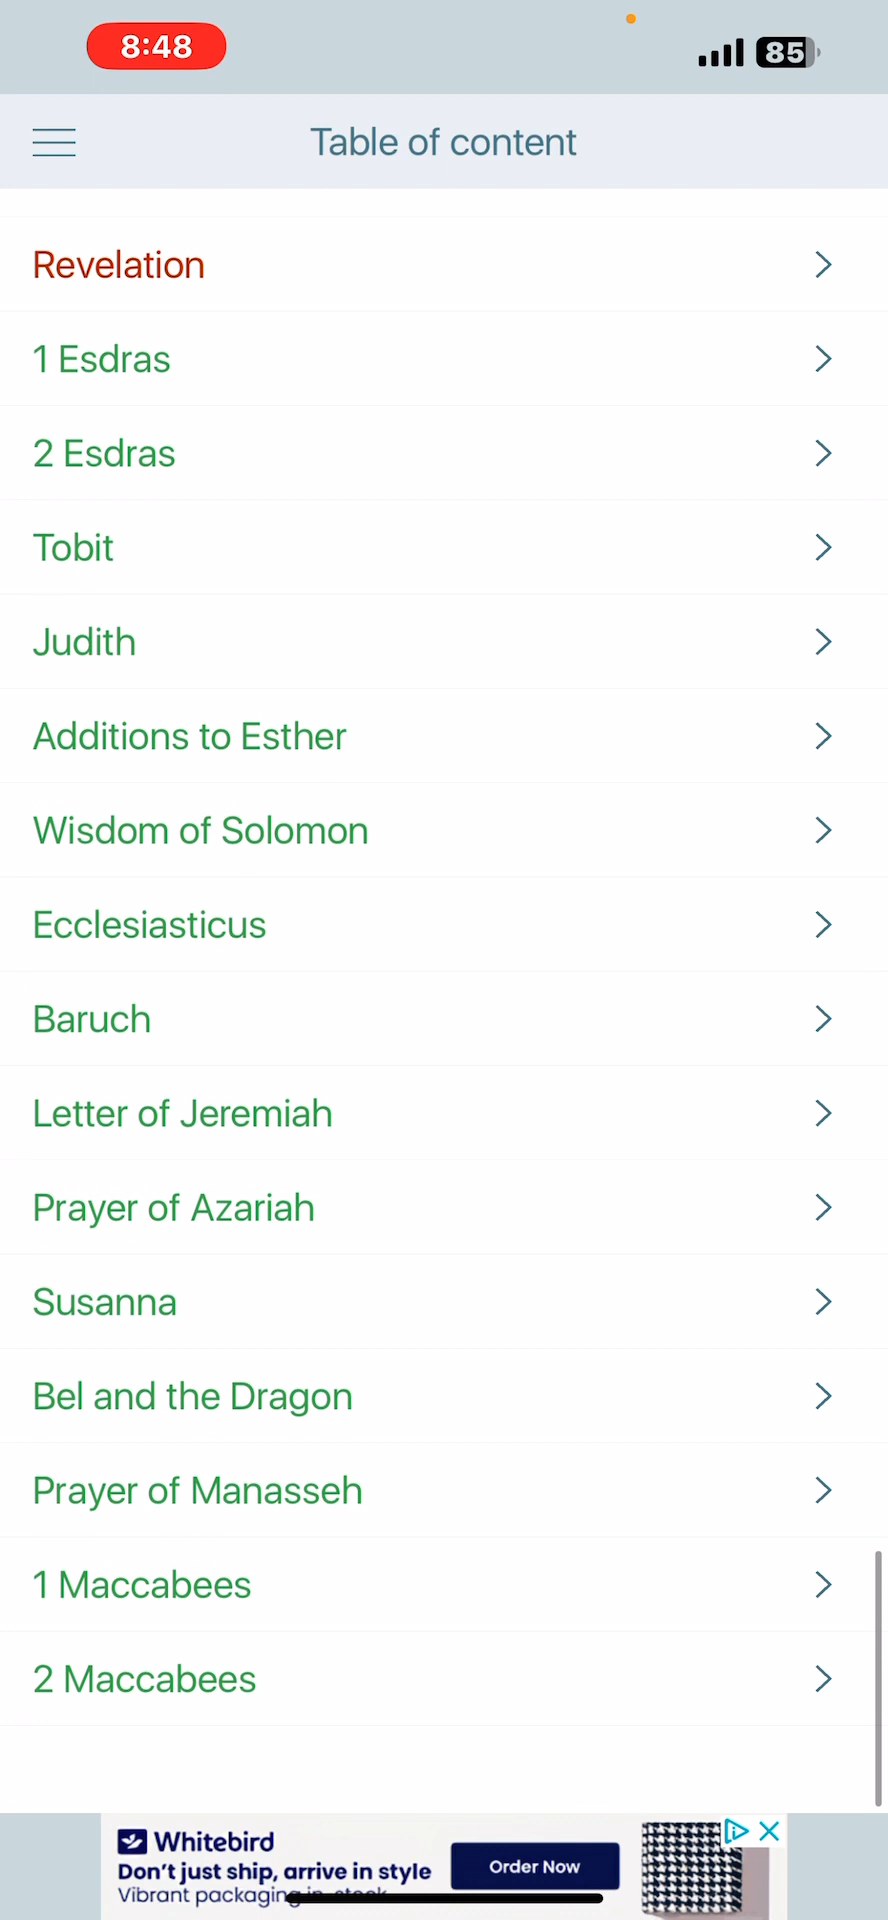 8:48
85
Table of content
Revelation
1 Esdras
2 Esdras
Tobit
Judith
Additions to Esther
Wisdom of Solomon
Ecclesiasticus
Baruch
Letter of Jeremiah
Prayer of Azariah
Susanna
Bel and the Dragon
Prayer of Manasseh
1 Maccabees
2 Maccabees
Whitebird
Don't just ship, arrive in style
Vibrant packaging in stock
Order Now